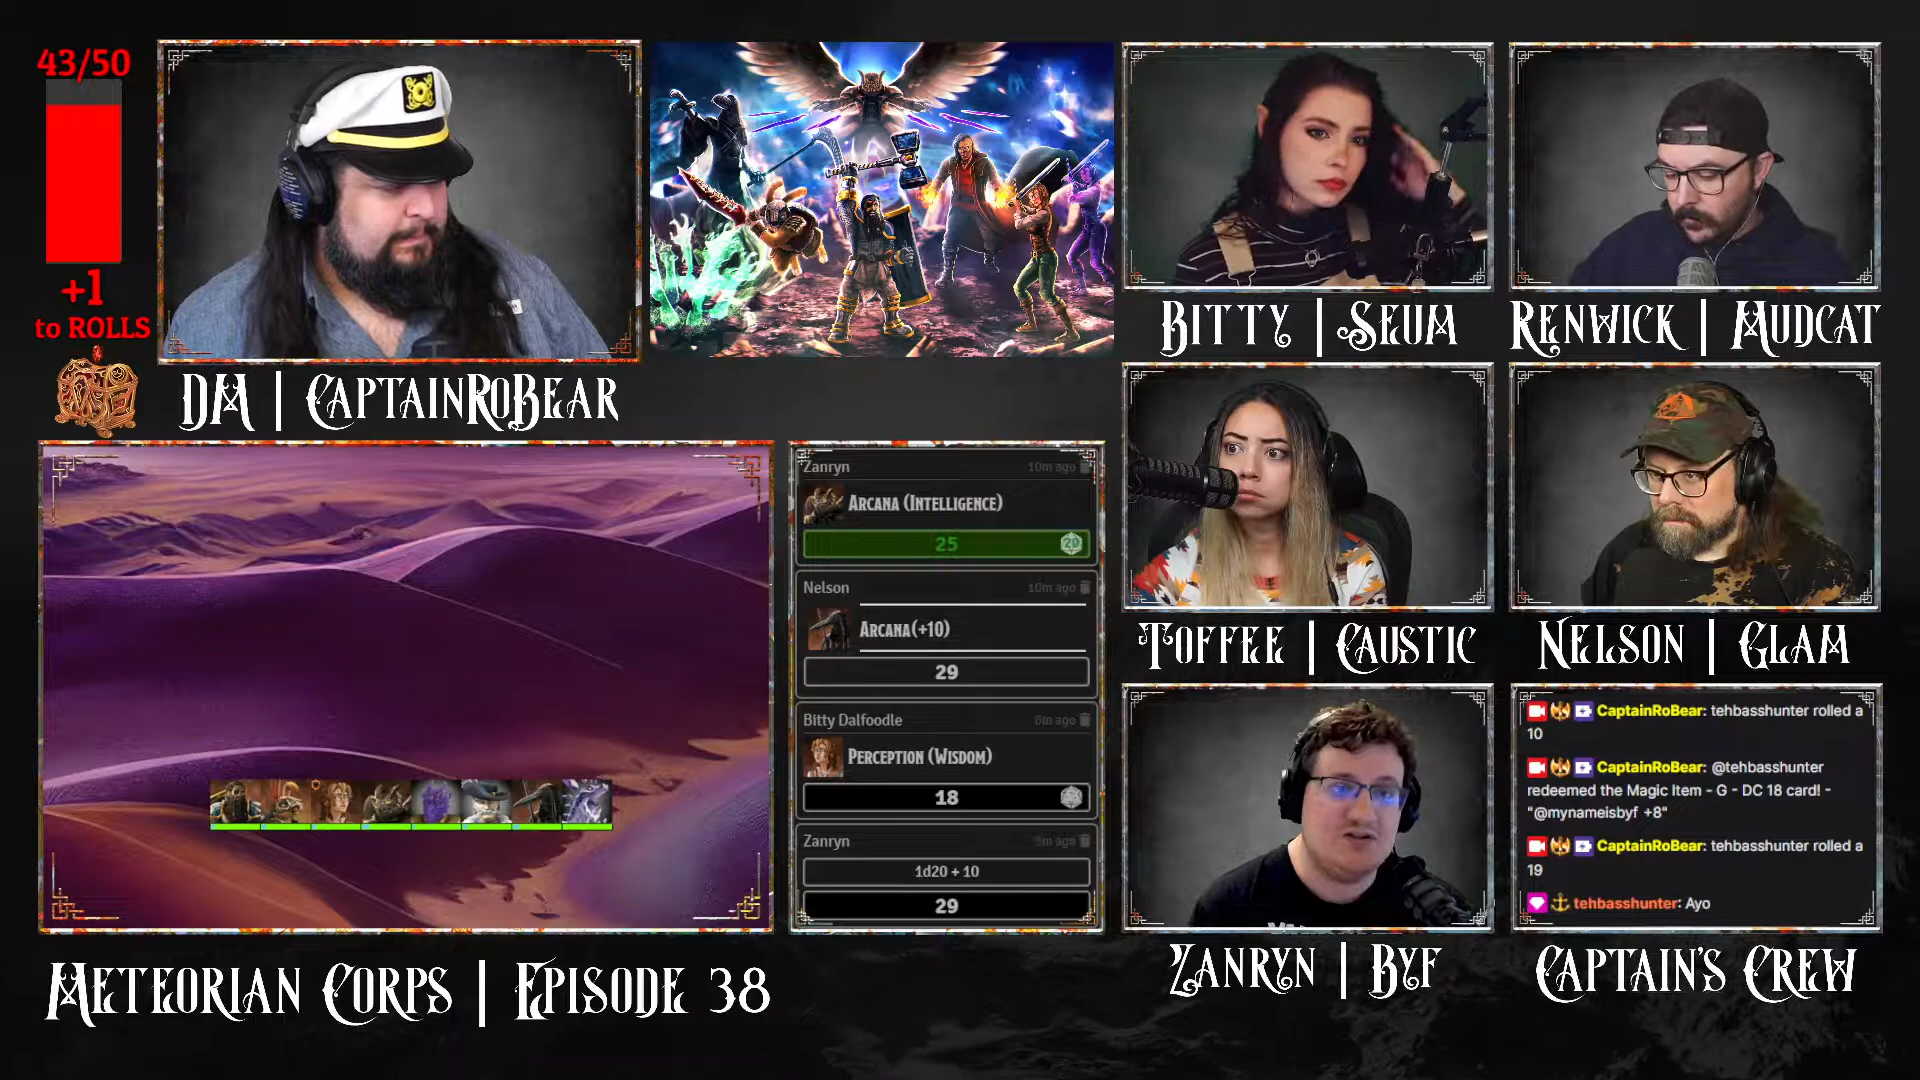 43/50
+1
to ROLLS
DM | CaptainRoBear
Bitty | Seum
Renwick | Mudcat
Toffee | Caustic
Nelson | Glam
Zanryn 10m ago
Arcana (Intelligence)
25 20
Nelson 10m ago
Arcana(+10)
29
Bitty Dalfoodle 6m ago
Perception (Wisdom)
18
Zanryn
1d20 + 10
29
CaptainRoBear: tehbasshunter rolled a
10
CaptainRoBear: @tehbasshunter
redeemed the Magic Item - G - DC 18 card! -
"@mynameisbyf +8"
CaptainRoBear: tehbasshunter rolled a
19
tehbasshunter: Ayo
Zanryn | Byf
Captain's Crew
Meteorian Corps | Episode 38